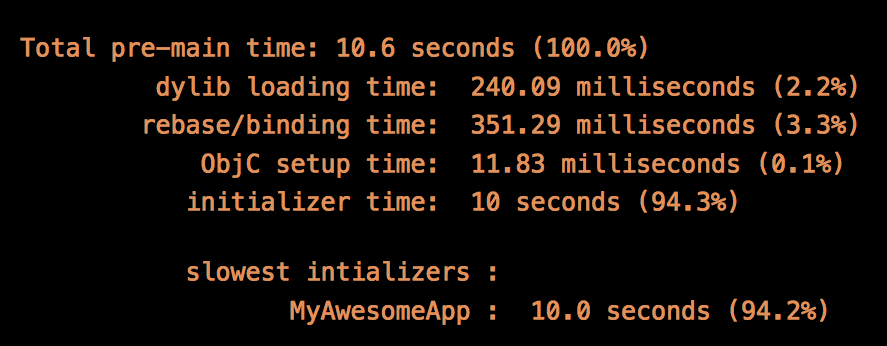 Total pre-main time: 10.6 seconds (100.0%)
dylib loading time: 240.09 milliseconds (2.2%)
rebase/binding time: 351.29 milliseconds (3.3%)
ObjC setup time: 11.83 milliseconds (0.1%)
initializer time: 10 seconds (94.3%)
slowest intializers :
MyAwesomeApp : 10.0 seconds (94.2%)